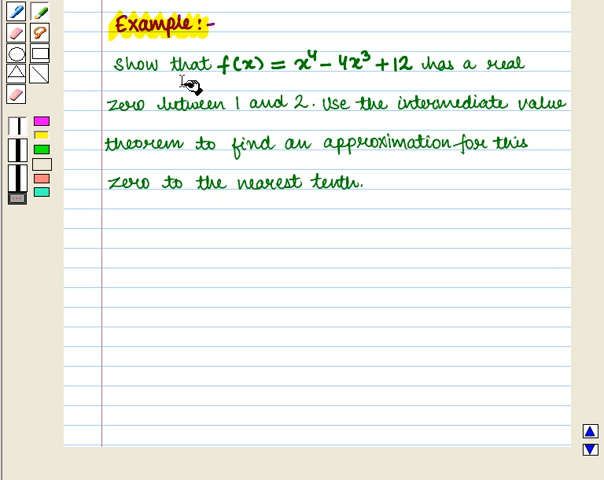 Example:-
Show that f(x) = x⁴ - 4x³ + 12 has a real
zero between 1 and 2. Use the intermediate value
theorem to find an approximation for this
zero to the nearest tenth.